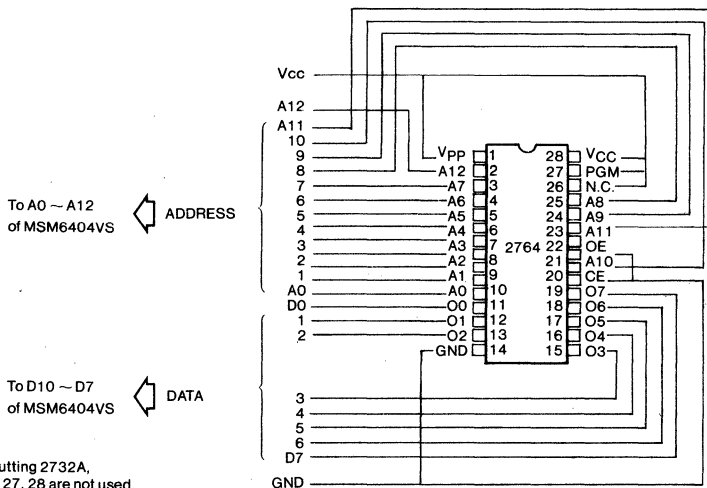 Vcc
A12
A11
10
9
8
7
6
5
4
3
2
1
A0
D0
1
2
3
4
5
6
D7
GND
To A0 ~ A12
of MSM6404VS
ADDRESS
To D10 ~ D7
of MSM6404VS
DATA
utting 2732A,
27, 28 are not used
VPP 1 28 VCC
A12 2 27 PGM
A7 3 26 N.C.
A6 4 25 A8
A5 5 24 A9
A4 6 23 A11
A3 7 2764 22 OE
A2 8 21 A10
A1 9 20 CE
A0 10 19 O7
O0 11 18 O6
O1 12 17 O5
O2 13 16 O4
GND 14 15 O3